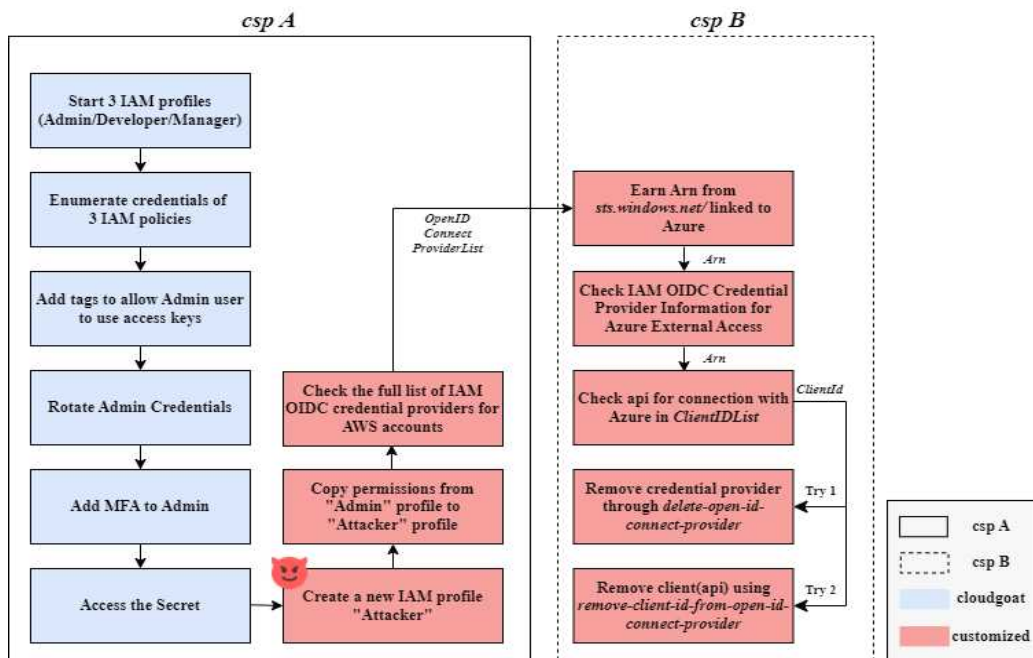 csp A
csp B
Start 3 IAM profiles
(Admin/Developer/Manager)
Enumerate credentials of
3 IAM policies
Add tags to allow Admin user
to use access keys
Rotate Admin Credentials
Add MFA to Admin
Access the Secret
Create a new IAM profile
"Attacker"
Copy permissions from
"Admin" profile to
"Attacker" profile
Check the full list of IAM
OIDC credential providers for
AWS accounts
OpenID
Connect
ProviderList
Earn Arn from
sts.windows.net/ linked to
Azure
Arn
Check IAM OIDC Credential
Provider Information for
Azure External Access
Arn
Check api for connection with
Azure in ClientIDList
ClientId
Remove credential provider
through delete-open-id-
connect-provider
Try 1
Remove client(api) using
remove-client-id-from-open-id-
connect-provider
Try 2
csp A
csp B
cloudgoat
customized